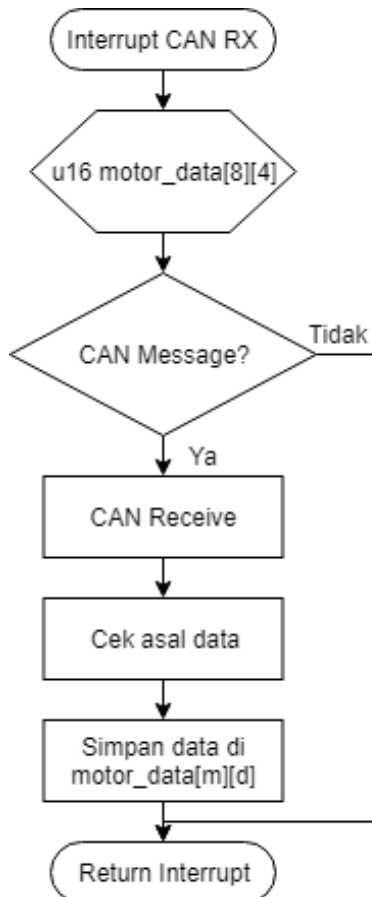 Interrupt CAN RX
u16 motor_data[8][4]
CAN Message?
Tidak
Ya
CAN Receive
Cek asal data
Simpan data di
motor_data[m][d]
Return Interrupt